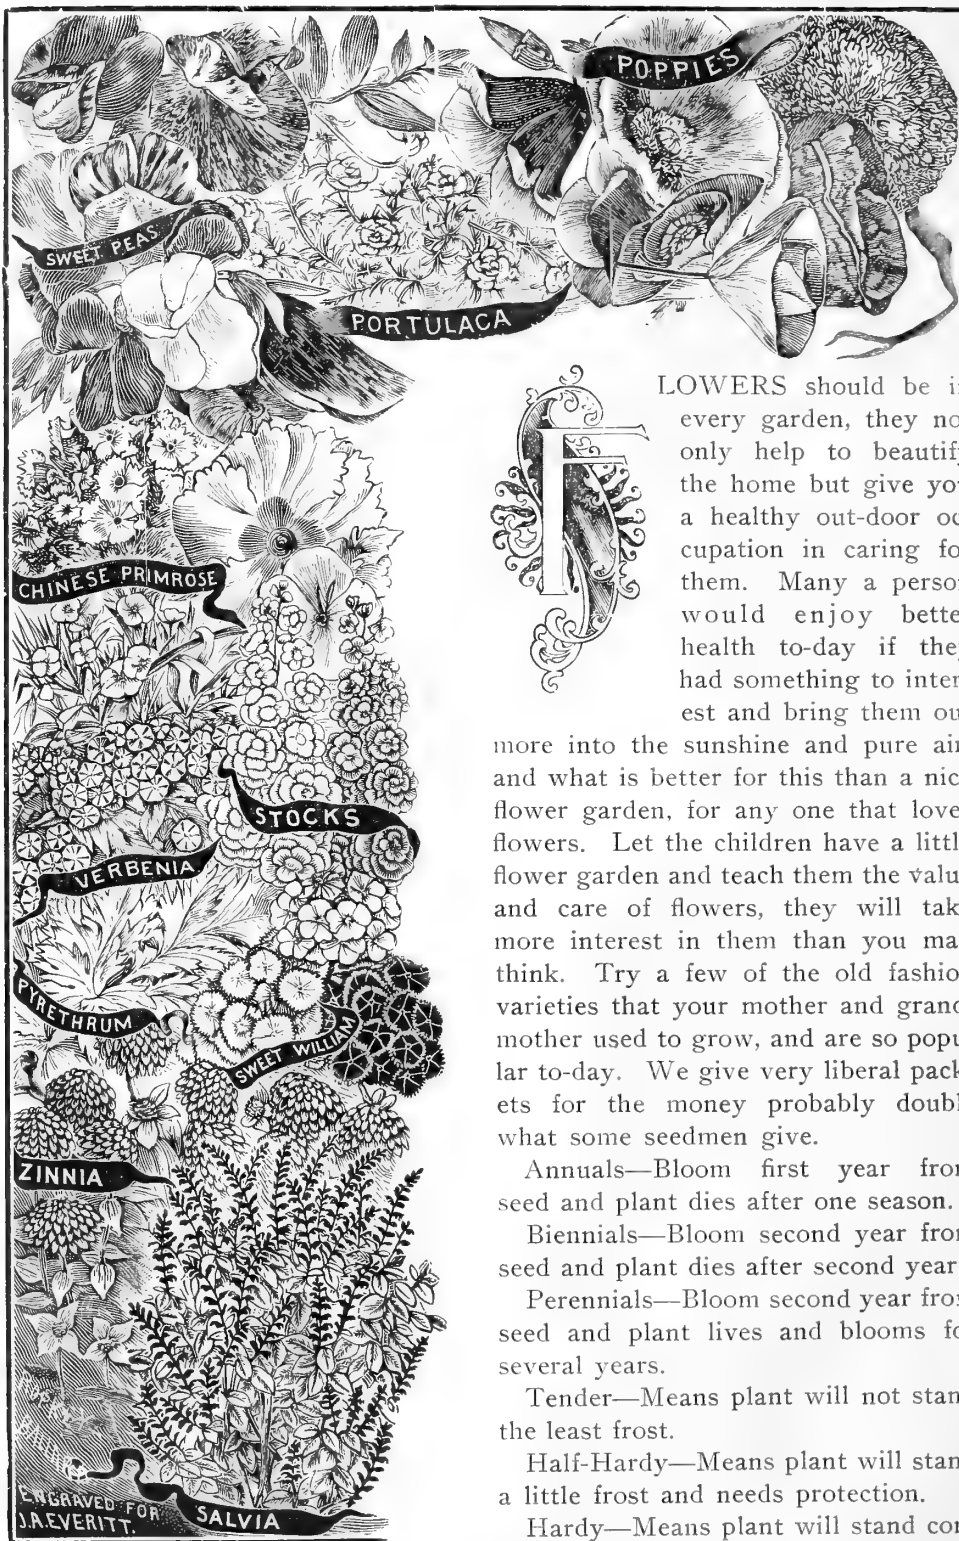 POPPIES
SWEET PEAS
PORTULACA
CHINESE PRIMROSE
STOCKS
VERBENIA
PYRETHRUM
SWEET WILLIAM
ZINNIA
SALVIA
ENGRAVED FOR
J.A.EVERITT.
FLOWERS should be i
every garden, they no
only help to beautify
the home but give yo
a healthy out-door oc
cupation in caring fo
them. Many a person
would enjoy bette
health to-day if they
had something to inter
est and bring them ou
more into the sunshine and pure air
and what is better for this than a nic
flower garden, for any one that love
flowers. Let the children have a littl
flower garden and teach them the valu
and care of flowers, they will tak
more interest in them than you ma
think. Try a few of the old fashio
varieties that your mother and grand
mother used to grow, and are so popu
lar to-day. We give very liberal pack
ets for the money probably doubl
what some seedmen give.
Annuals—Bloom first year fro
seed and plant dies after one season.
Biennials—Bloom second year fro
seed and plant dies after second year
Perennials—Bloom second year fro
seed and plant lives and blooms fo
several years.
Tender—Means plant will not stan
the least frost.
Half-Hardy—Means plant will stan
a little frost and needs protection.
Hardy—Means plant will stand con